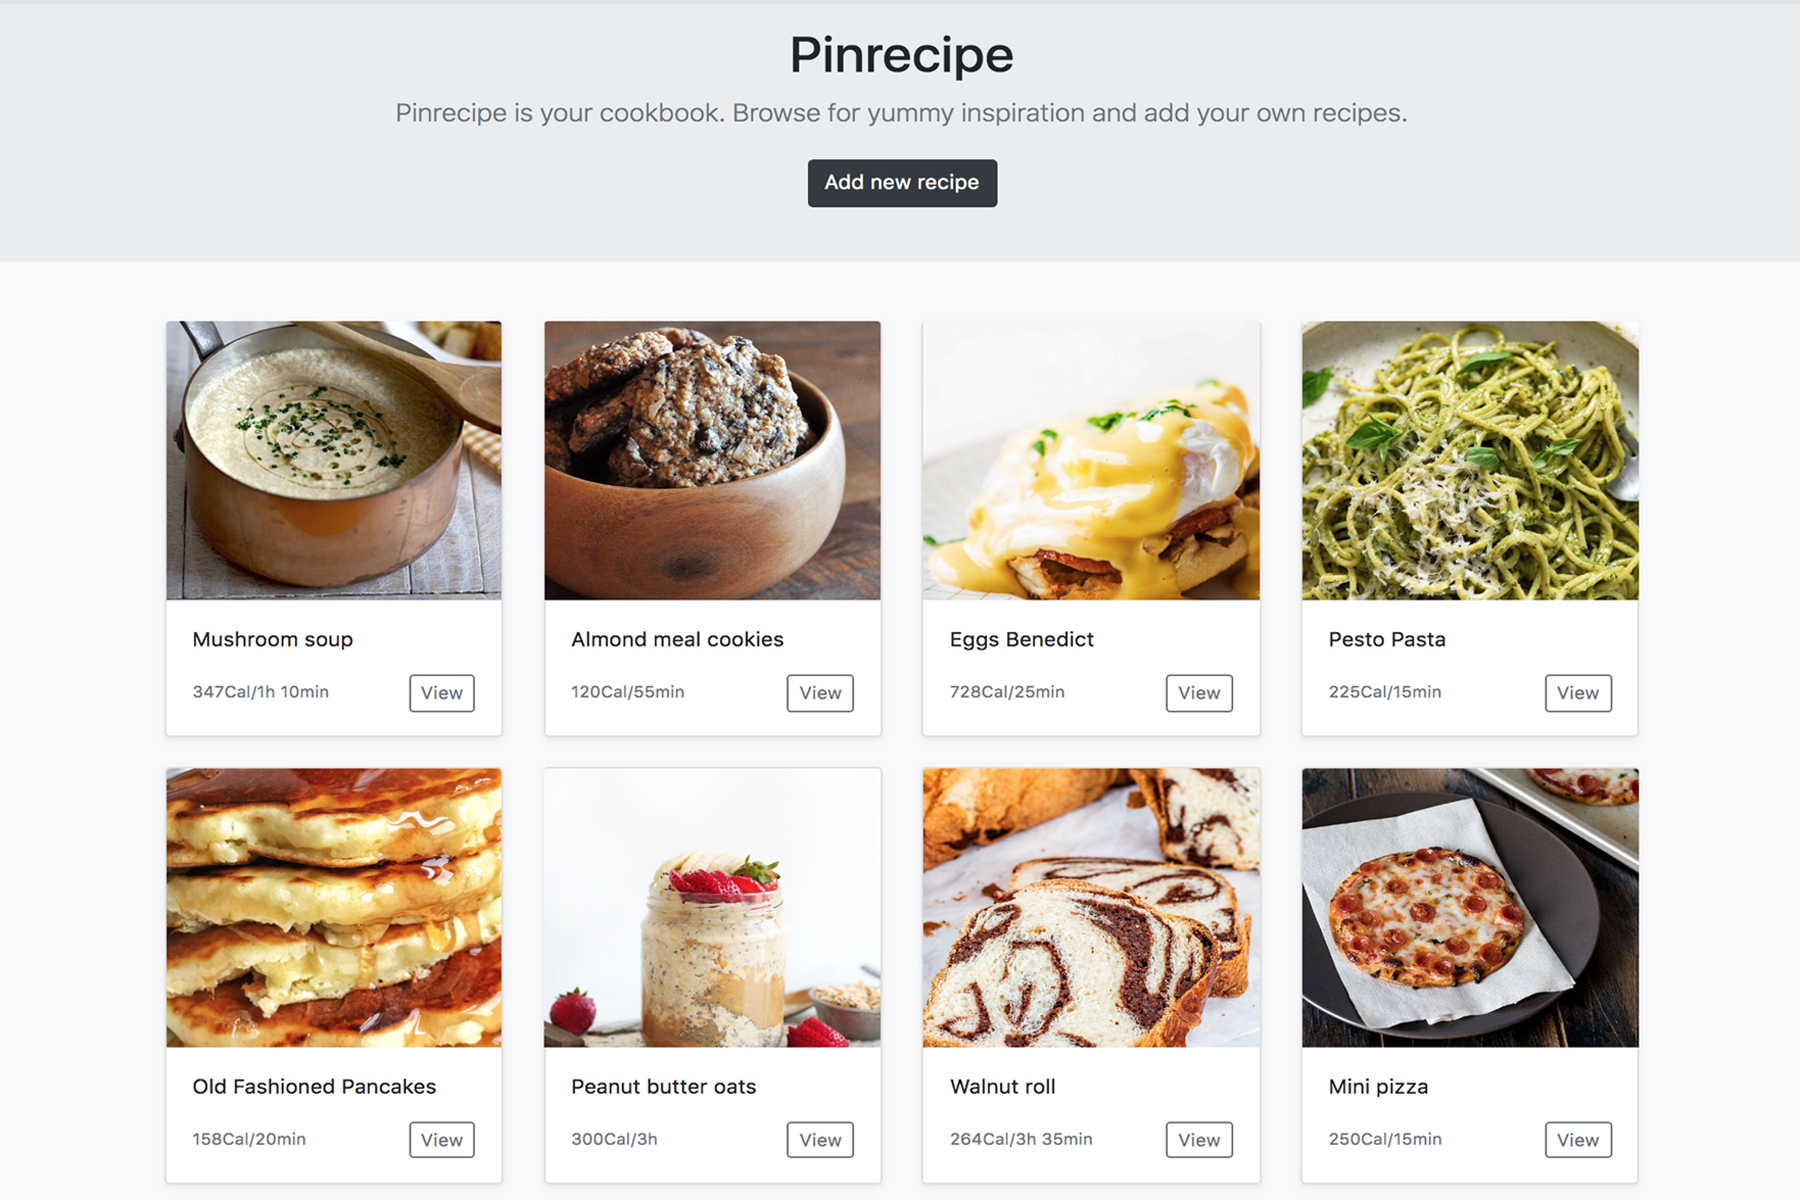 Pinrecipe
Pinrecipe is your cookbook. Browse for yummy inspiration and add your own recipes.
Add new recipe
Mushroom soup
347Cal/1h 10min
View
Almond meal cookies
120Cal/55min
View
Eggs Benedict
728Cal/25min
View
Pesto Pasta
225Cal/15min
View
Old Fashioned Pancakes
158Cal/20min
View
Peanut butter oats
300Cal/3h
View
Walnut roll
264Cal/3h 35min
View
Mini pizza
250Cal/15min
View